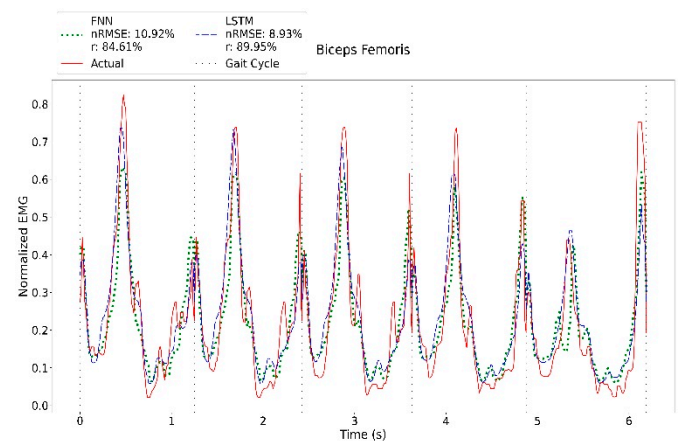 FNN
nRMSE: 10.92%
r: 84.61%
Actual
LSTM
nRMSE: 8.93%
r: 89.95%
Gait Cycle
Biceps Femoris
Normalized EMG
0.8
0.7
0.6
0.5
0.4
0.3
0.2
0.1
0.0
0 1 2 3 4 5 6
Time (s)